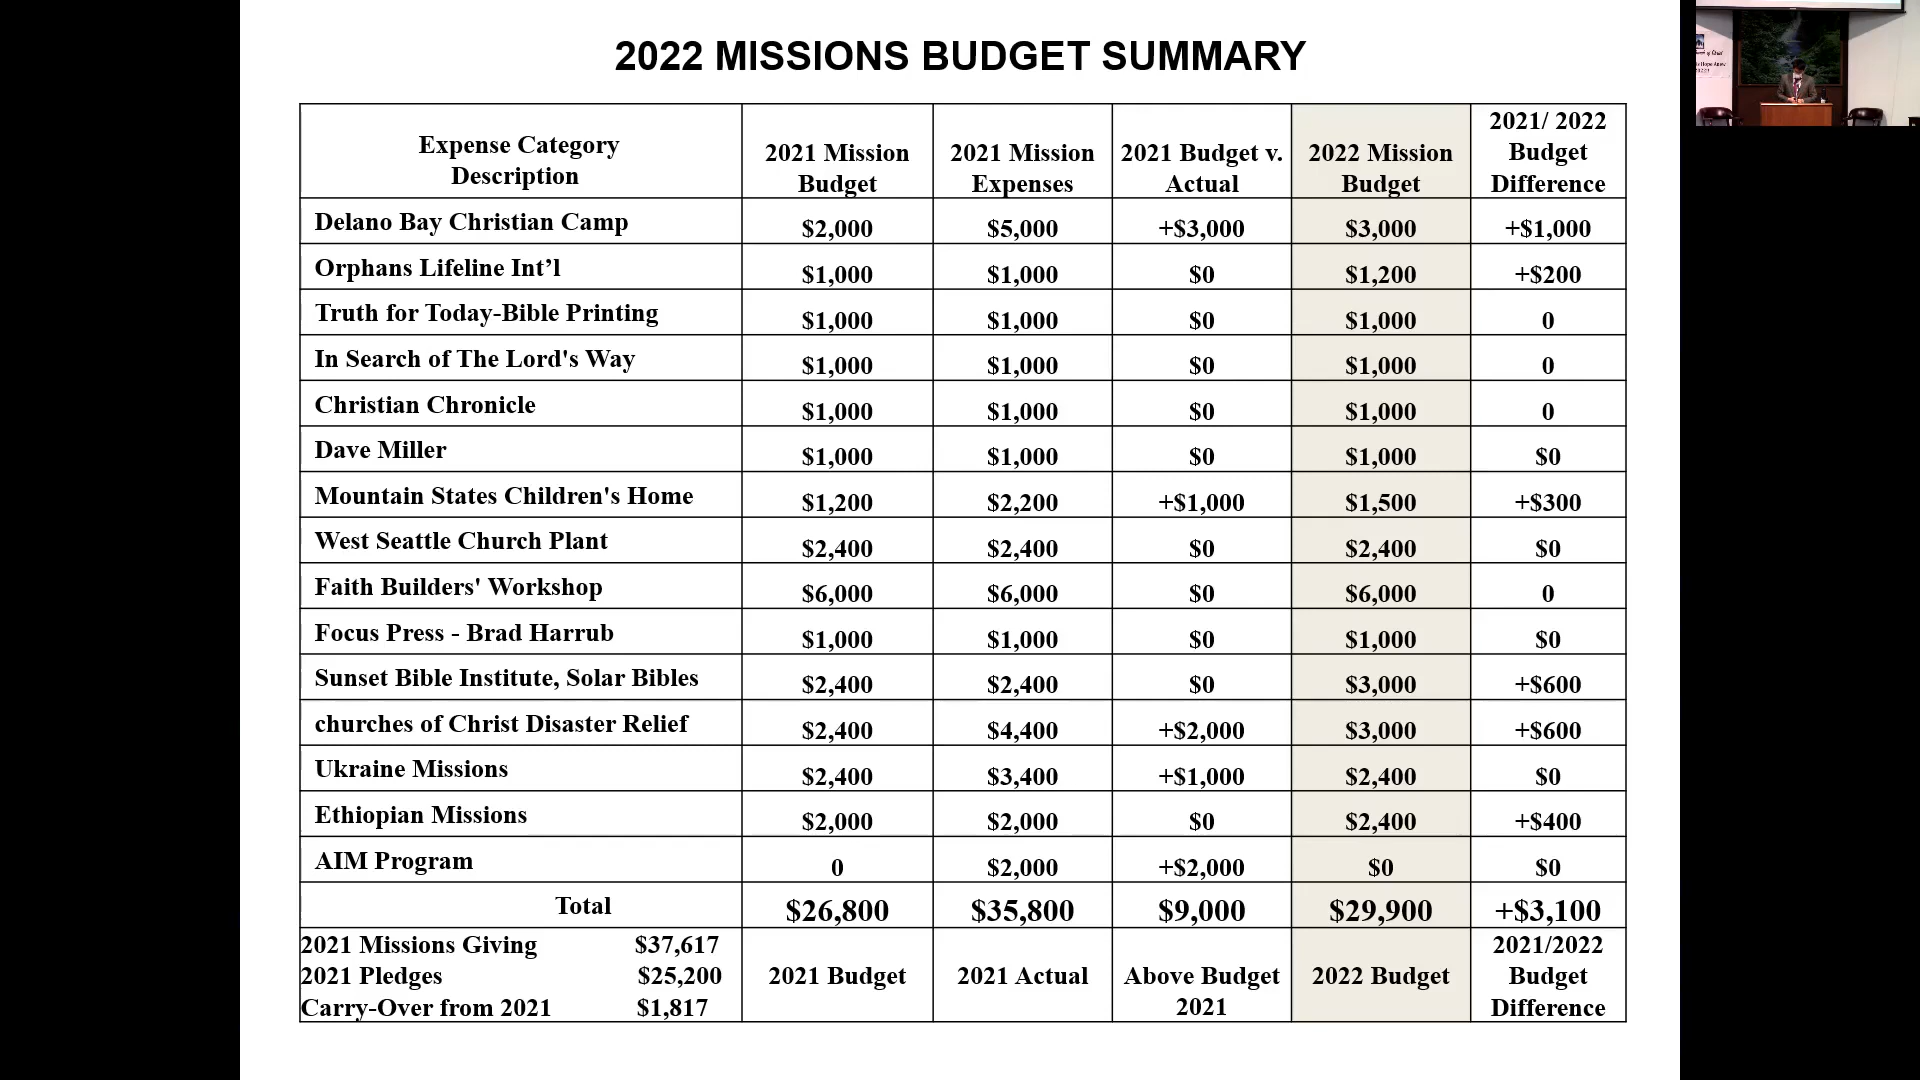 2022 MISSIONS BUDGET SUMMARY
Expense Category Description 2021 Mission Budget 2021 Mission Expenses 2021 Budget v. Actual 2022 Mission Budget 2021/ 2022 Budget Difference
Delano Bay Christian Camp $2,000 $5,000 +$3,000 $3,000 +$1,000
Orphans Lifeline Int’l $1,000 $1,000 $0 $1,200 +$200
Truth for Today-Bible Printing $1,000 $1,000 $0 $1,000 0
In Search of The Lord's Way $1,000 $1,000 $0 $1,000 0
Christian Chronicle $1,000 $1,000 $0 $1,000 0
Dave Miller $1,000 $1,000 $0 $1,000 $0
Mountain States Children's Home $1,200 $2,200 +$1,000 $1,500 +$300
West Seattle Church Plant $2,400 $2,400 $0 $2,400 $0
Faith Builders' Workshop $6,000 $6,000 $0 $6,000 0
Focus Press - Brad Harrub $1,000 $1,000 $0 $1,000 $0
Sunset Bible Institute, Solar Bibles $2,400 $2,400 $0 $3,000 +$600
churches of Christ Disaster Relief $2,400 $4,400 +$2,000 $3,000 +$600
Ukraine Missions $2,400 $3,400 +$1,000 $2,400 $0
Ethiopian Missions $2,000 $2,000 $0 $2,400 +$400
AIM Program 0 $2,000 +$2,000 $0 $0
Total $26,800 $35,800 $9,000 $29,900 +$3,100
2021 Missions Giving $37,617
2021 Pledges $25,200
Carry-Over from 2021 $1,817
2021 Budget 2021 Actual Above Budget 2021 2022 Budget 2021/2022 Budget Difference